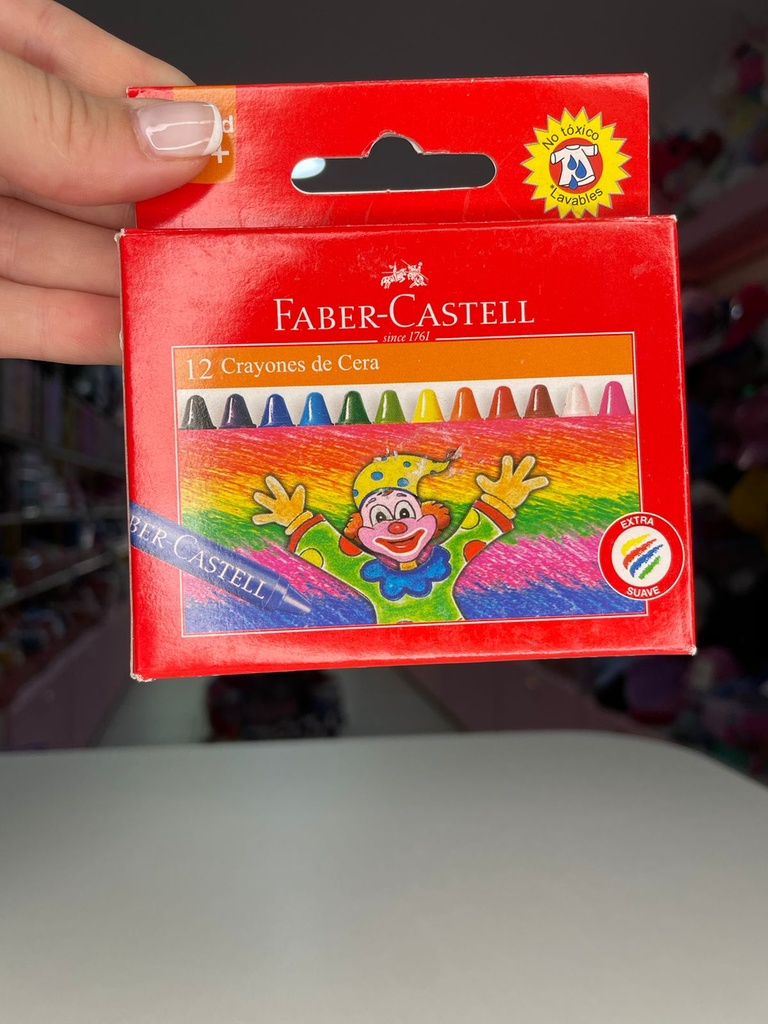 No tóxico
*Lavables
FABER-CASTELL
since 1761
12 Crayones de Cera
BER CASTELL
EXTRA
SUAVE